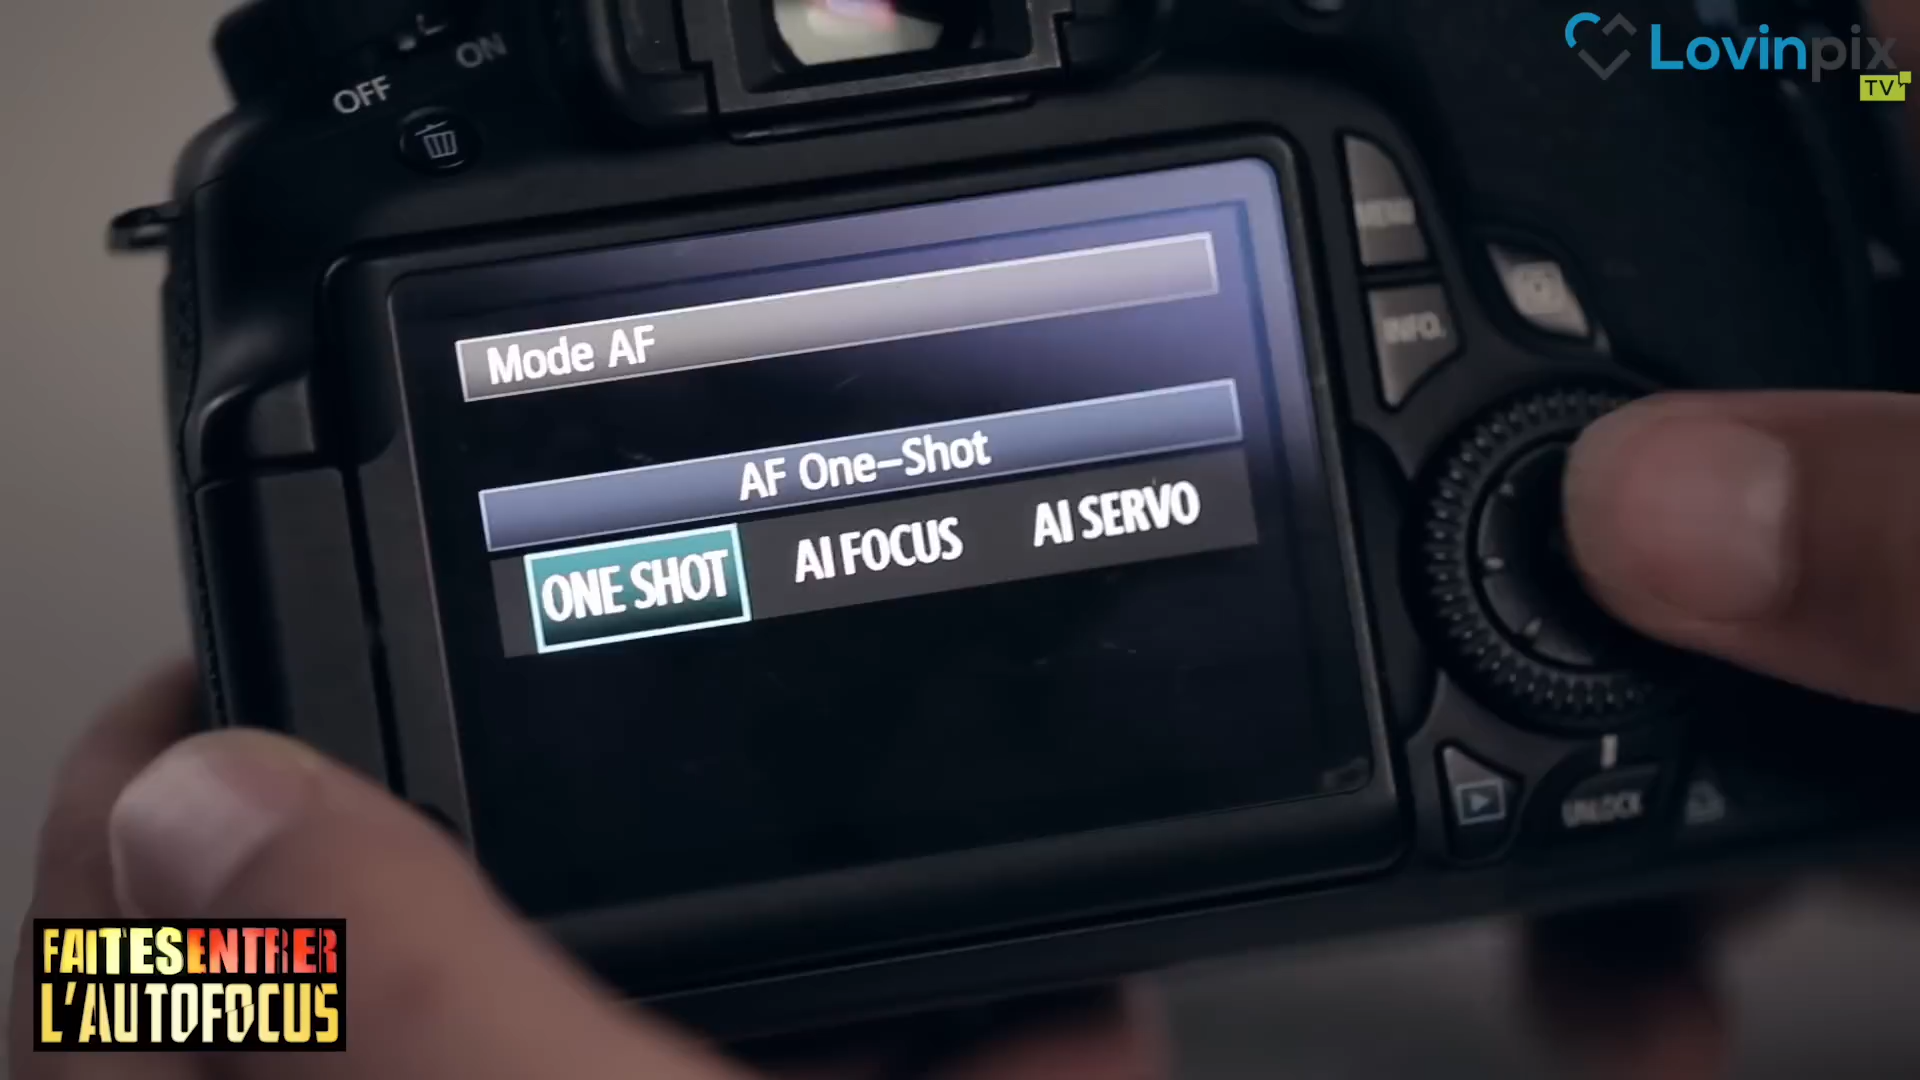 Lovinpix
TV
ON
OFF
MENU
INFO.
Mode AF
AF One-Shot
ONE SHOT
AI FOCUS
AI SERVO
UNLOCK
FAITES ENTRER
L'AUTOFOCUS